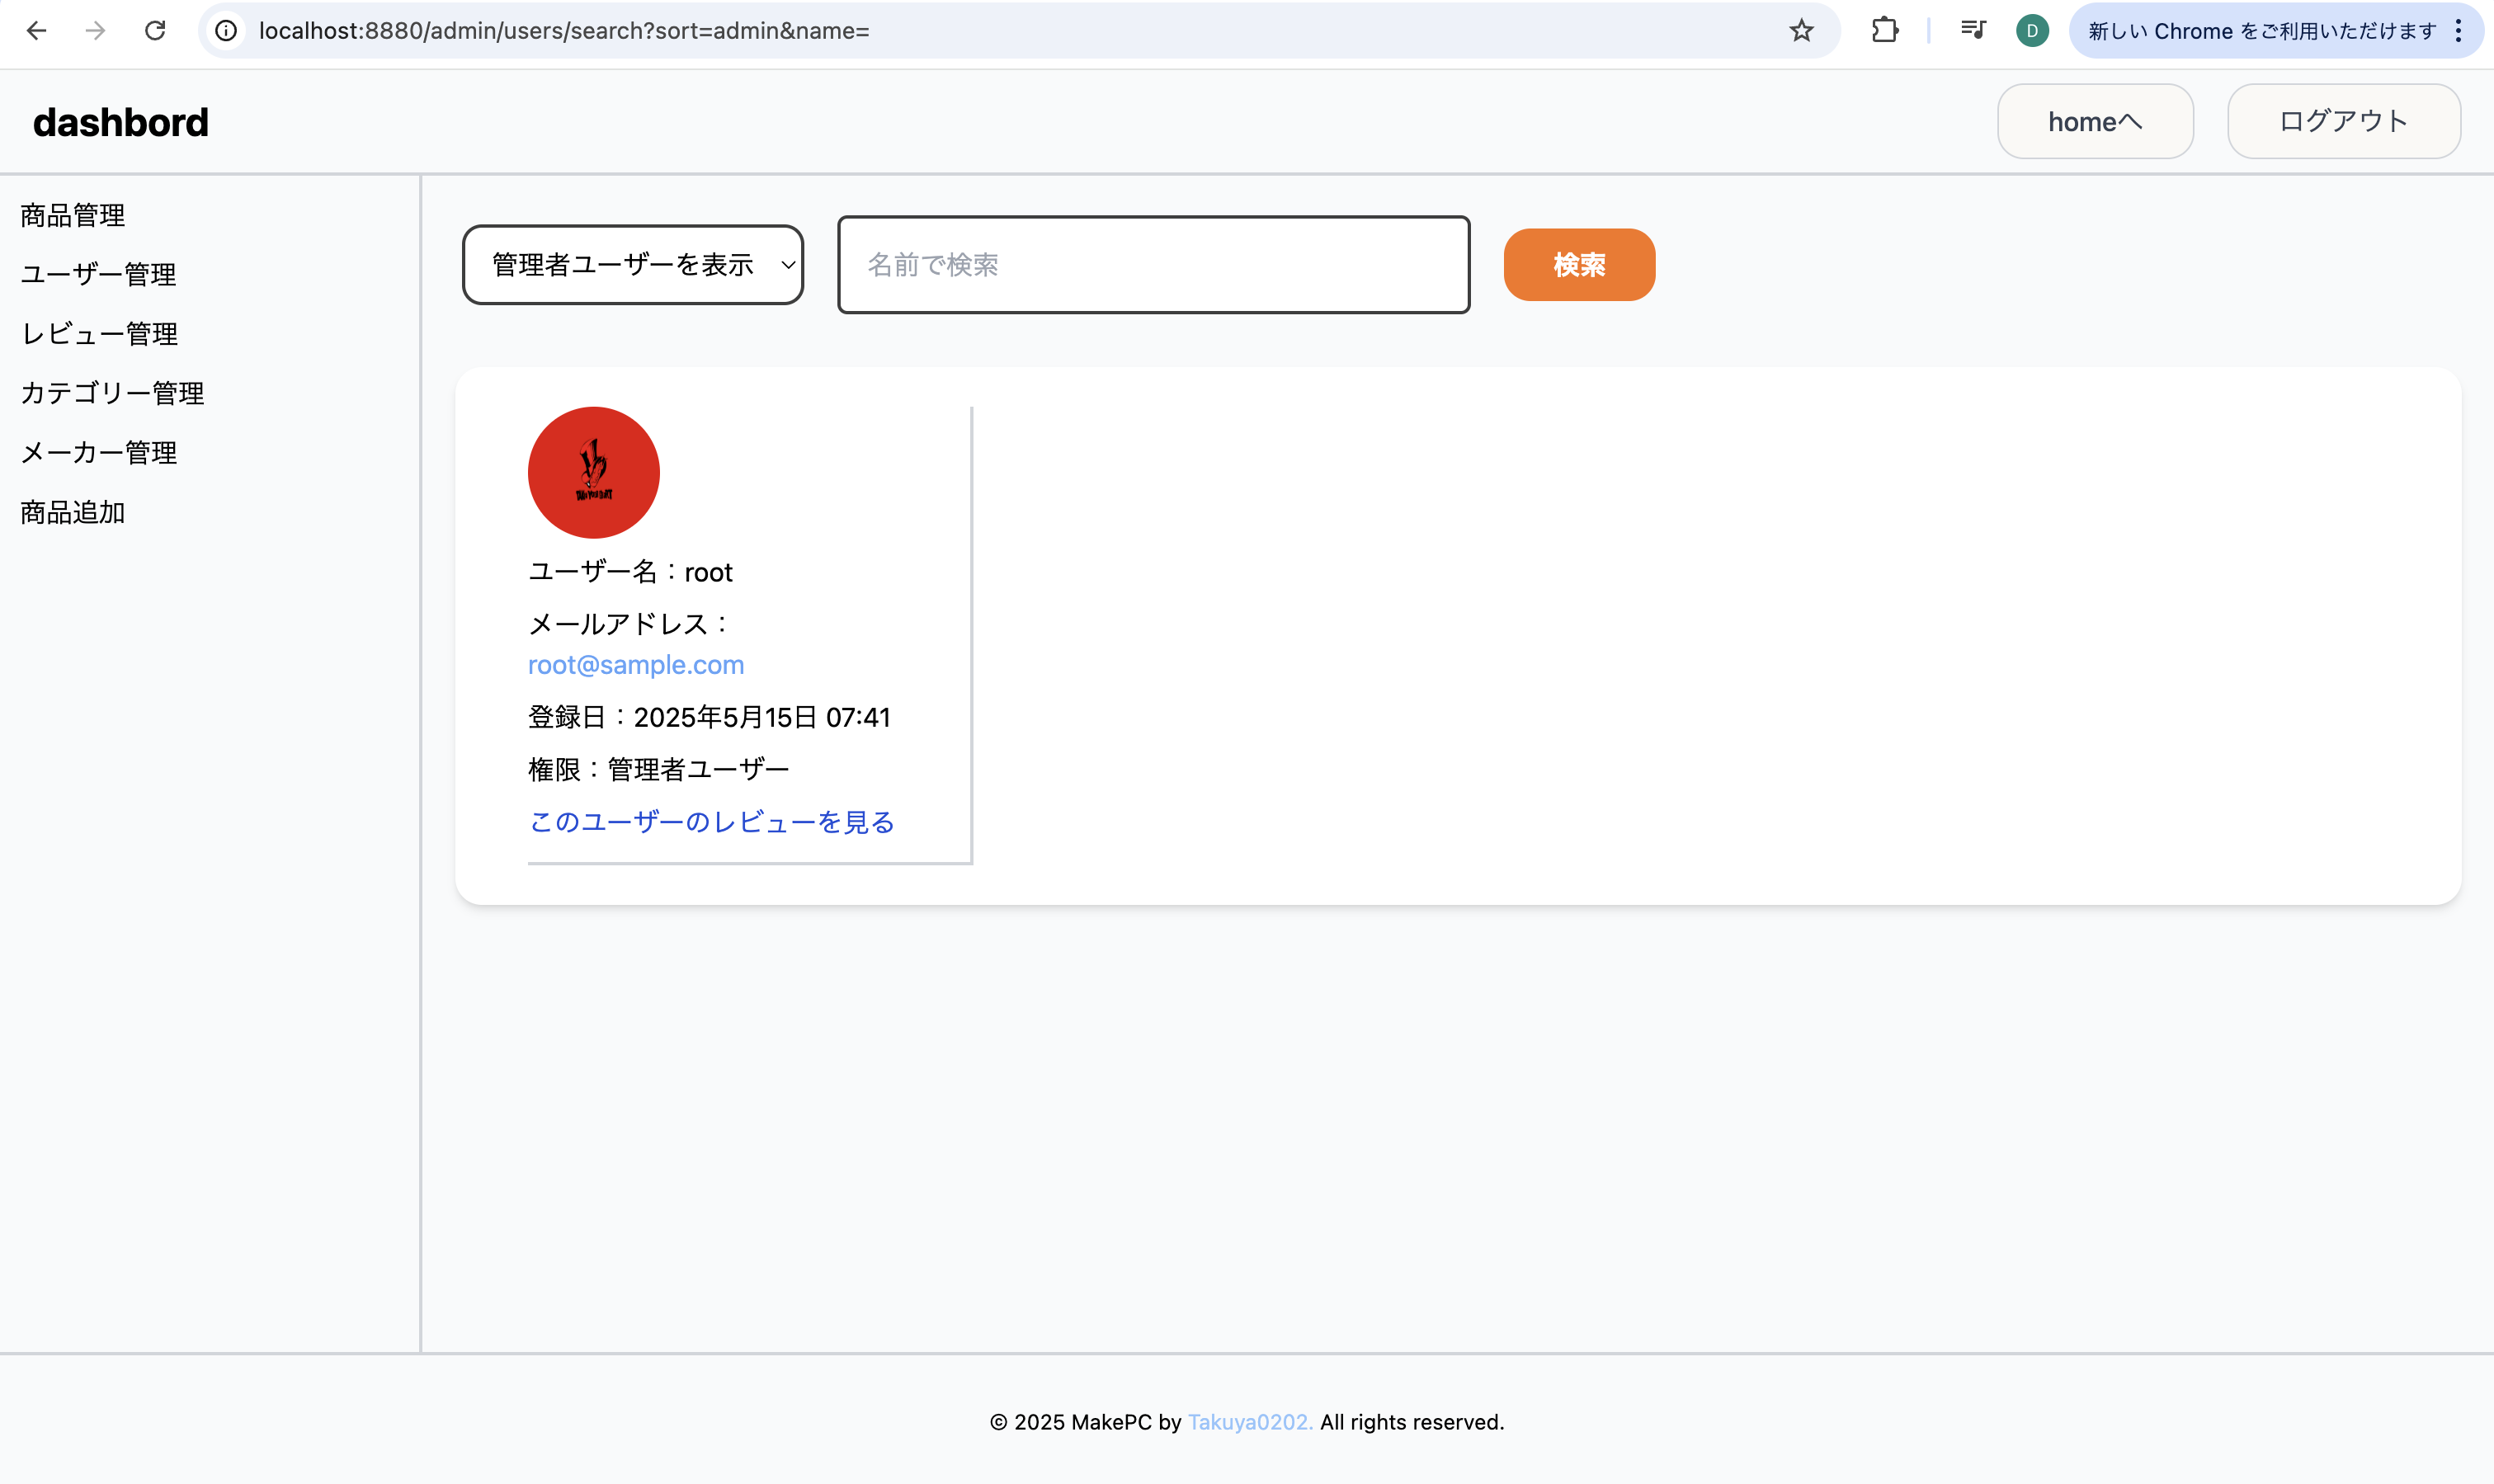 localhost:8880/admin/users/search?sort=admin&name=
D
新しい Chrome をご利用いただけます
dashbord
homeへ
ログアウト
商品管理
ユーザー管理
レビュー管理
カテゴリー管理
メーカー管理
商品追加
管理者ユーザーを表示
名前で検索
検索
ユーザー名：root
メールアドレス：
root@sample.com
登録日：2025年5月15日 07:41
権限：管理者ユーザー
このユーザーのレビューを見る
© 2025 MakePC by Takuya0202. All rights reserved.